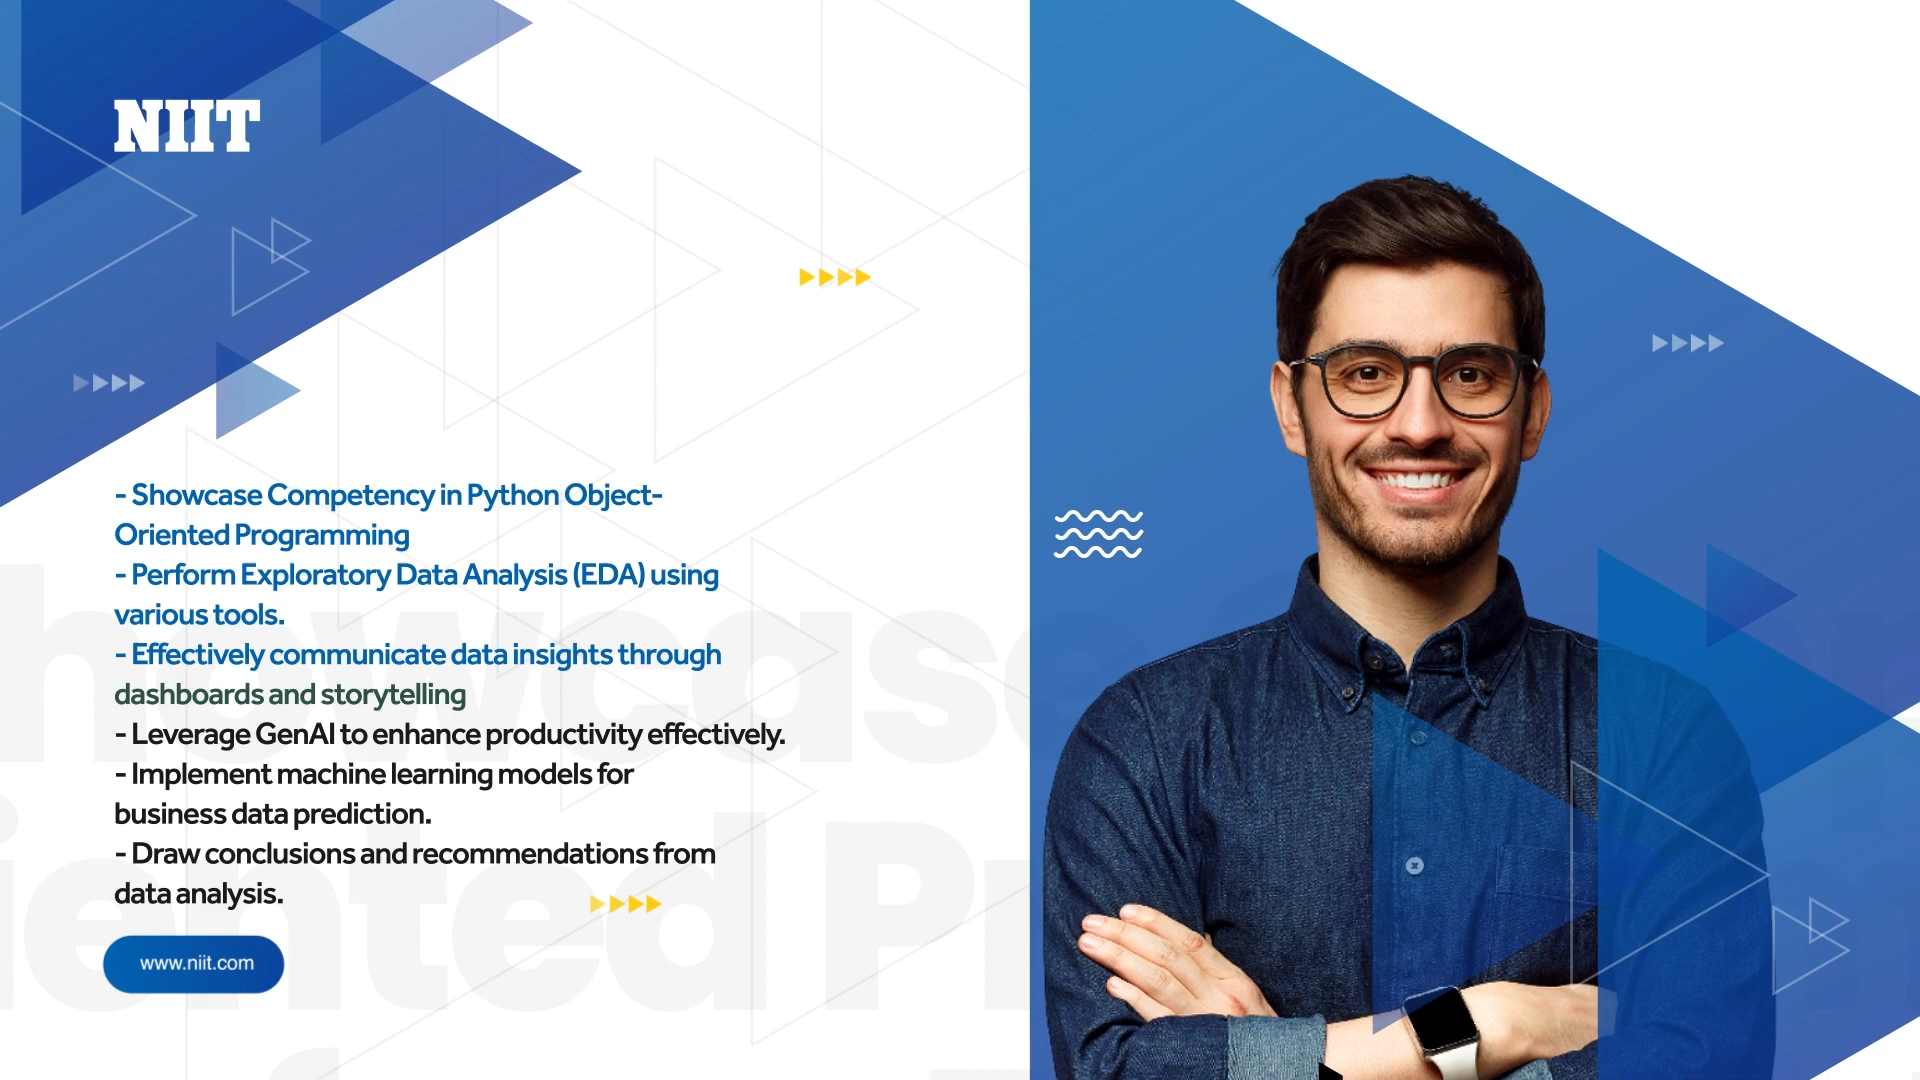 NIIT
- Showcase Competency in Python Object-
Oriented Programming
- Perform Exploratory Data Analysis (EDA) using
various tools.
- Effectively communicate data insights through
dashboards and storytelling
- Leverage GenAI to enhance productivity effectively.
- Implement machine learning models for
business data prediction.
- Draw conclusions and recommendations from
data analysis.
www.niit.com